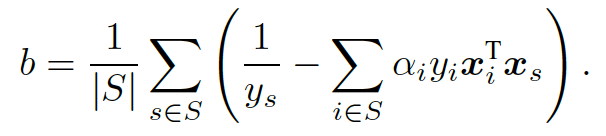 b = \frac{1}{|S|} \sum_{s \in S} \left( \frac{1}{y_s} - \sum_{i \in S} \alpha_i y_i \boldsymbol{x}_i^{\mathrm{T}} \boldsymbol{x}_s \right).